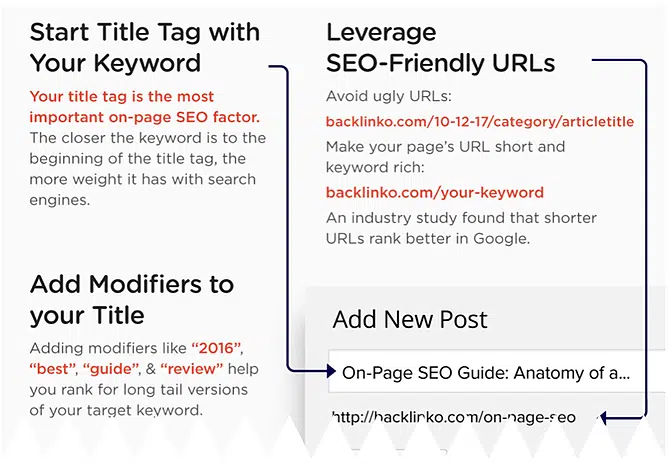 Start Title Tag with
Your Keyword
Your title tag is the most
important on-page SEO factor.
The closer the keyword is to the
beginning of the title tag, the
more weight it has with search
engines.
Leverage
SEO-Friendly URLs
Avoid ugly URLs:
backlinko.com/10-12-17/category/articletitle
Make your page's URL short and
keyword rich:
backlinko.com/your-keyword
An industry study found that shorter
URLs rank better in Google.
Add Modifiers to
your Title
Adding modifiers like “2016”,
“best”, “guide”, & “review” help
you rank for long tail versions
of your target keyword.
Add New Post
On-Page SEO Guide: Anatomy of a...
http://backlinko.com/on-page-seo